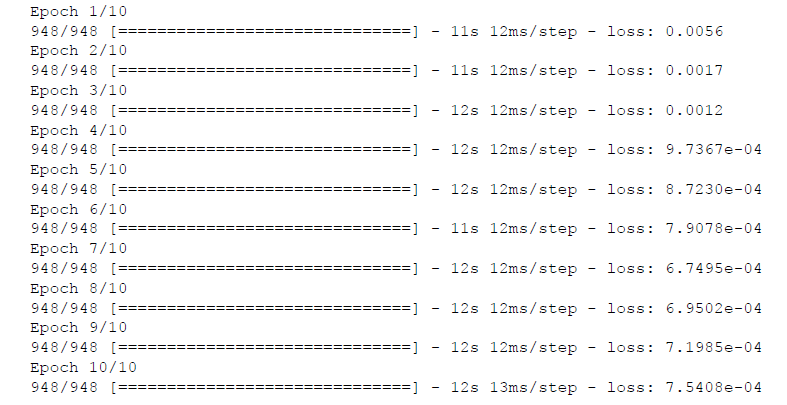 Epoch 1/10
948/948 [==============================] - 11s 12ms/step - loss: 0.0056
Epoch 2/10
948/948 [==============================] - 11s 12ms/step - loss: 0.0017
Epoch 3/10
948/948 [==============================] - 12s 12ms/step - loss: 0.0012
Epoch 4/10
948/948 [==============================] - 12s 12ms/step - loss: 9.7367e-04
Epoch 5/10
948/948 [==============================] - 12s 12ms/step - loss: 8.7230e-04
Epoch 6/10
948/948 [==============================] - 11s 12ms/step - loss: 7.9078e-04
Epoch 7/10
948/948 [==============================] - 12s 12ms/step - loss: 6.7495e-04
Epoch 8/10
948/948 [==============================] - 12s 12ms/step - loss: 6.9502e-04
Epoch 9/10
948/948 [==============================] - 12s 12ms/step - loss: 7.1985e-04
Epoch 10/10
948/948 [==============================] - 12s 13ms/step - loss: 7.5408e-04